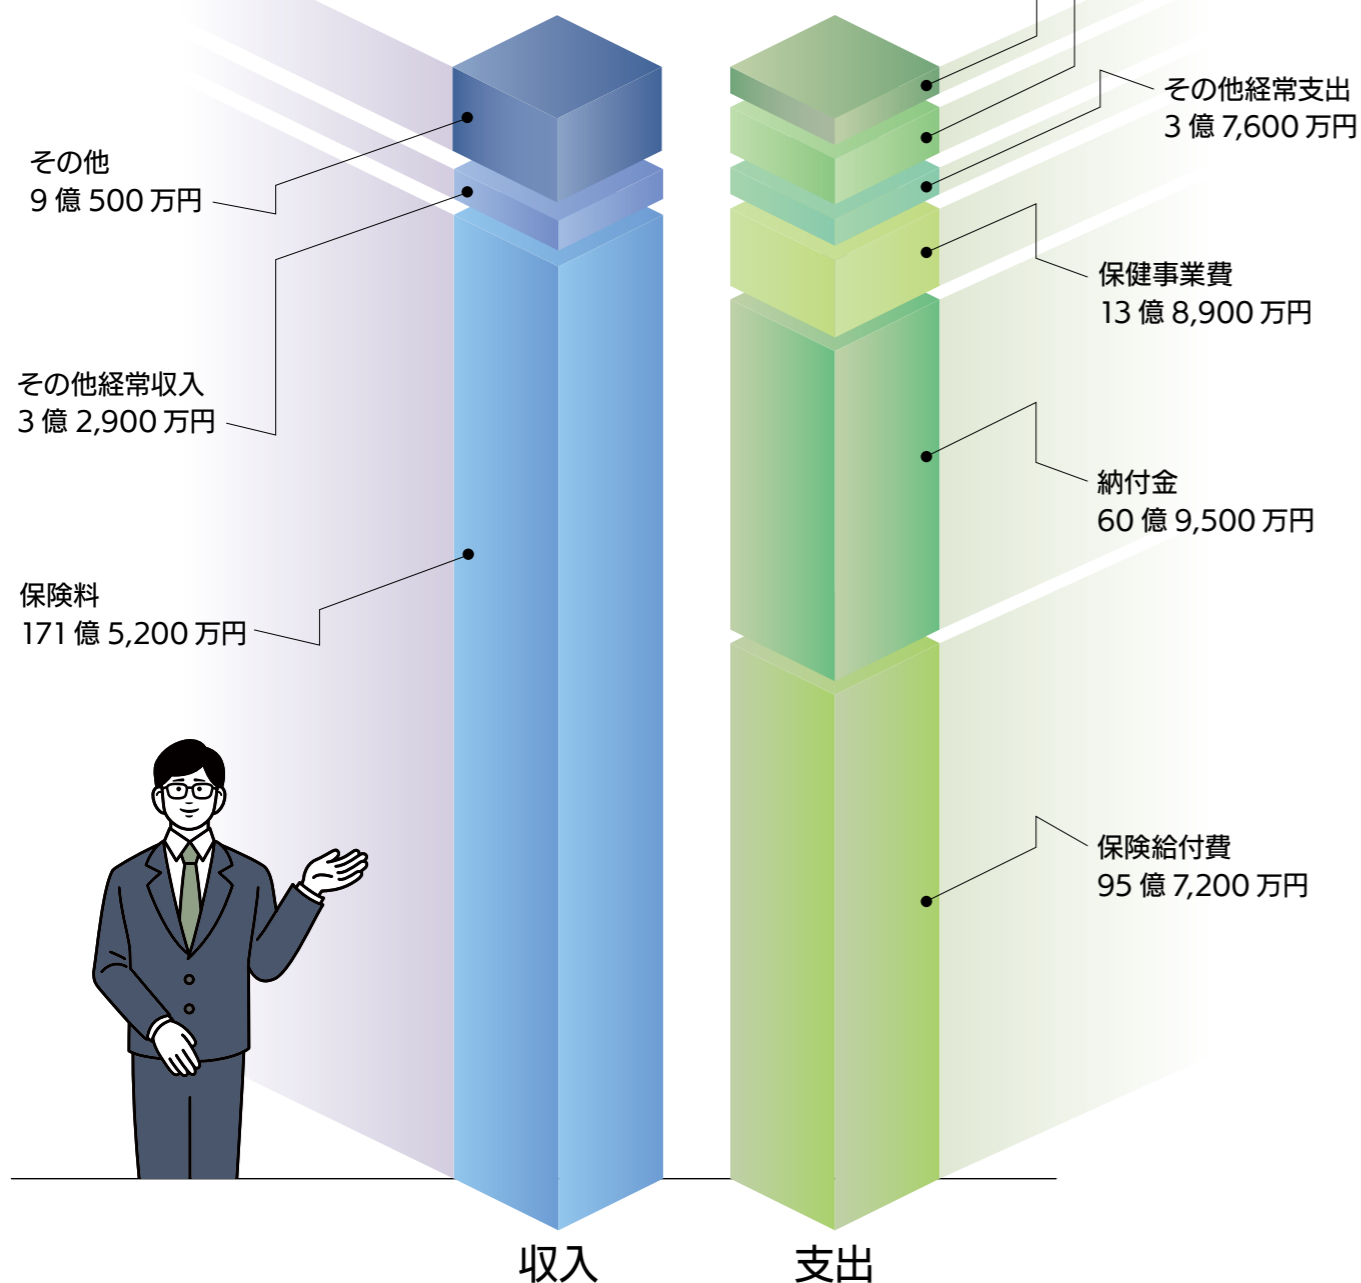 その他
9 億 500 万円
その他経常収入
3 億 2,900 万円
保険料
171 億 5,200 万円
その他経常支出
3 億 7,600 万円
保健事業費
13 億 8,900 万円
納付金
60 億 9,500 万円
保険給付費
95 億 7,200 万円
収入
支出